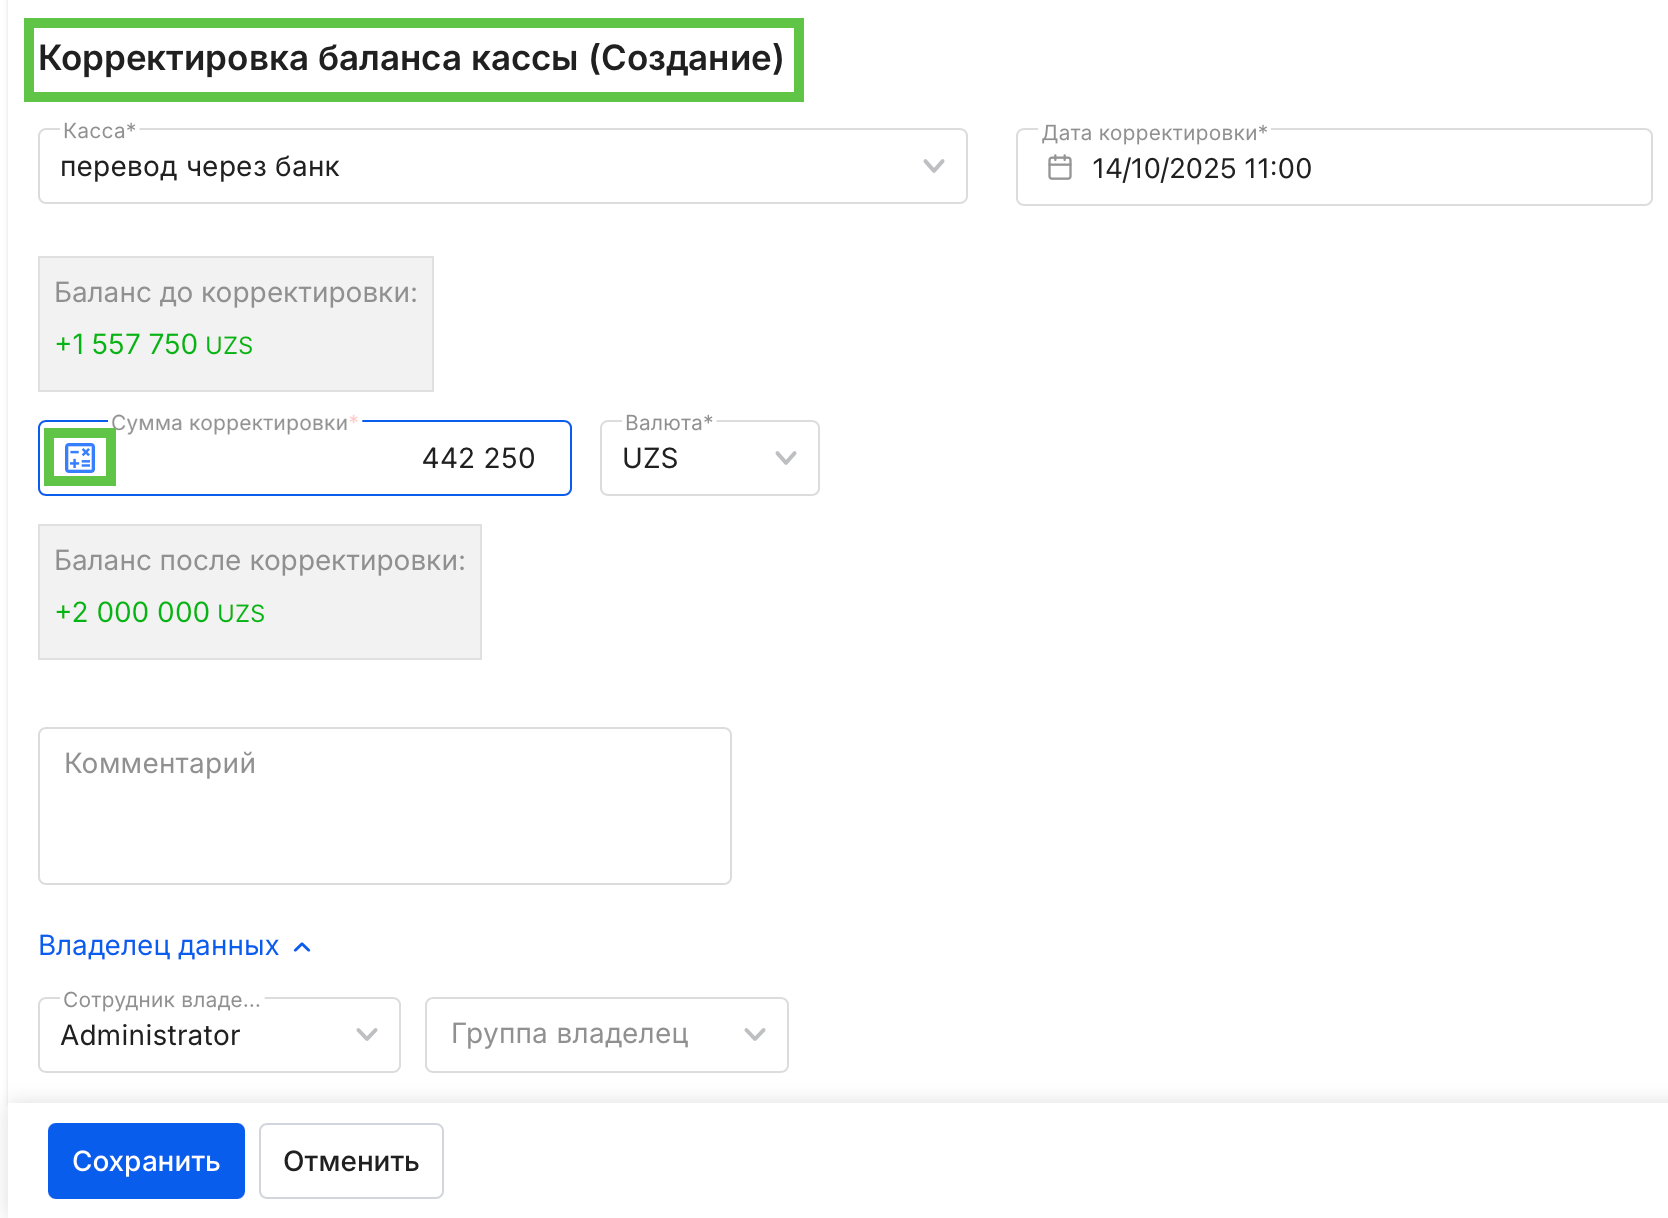 Корректировка баланса кассы (Создание)
Касса*
перевод через банк
Дата корректировки*
14/10/2025 11:00
Баланс до корректировки:
+1 557 750 UZS
Сумма корректировки*
442 250
Валюта*
UZS
Баланс после корректировки:
+2 000 000 UZS
Комментарий
Владелец данных
Сотрудник владе...
Administrator
Группа владелец
Сохранить
Отменить